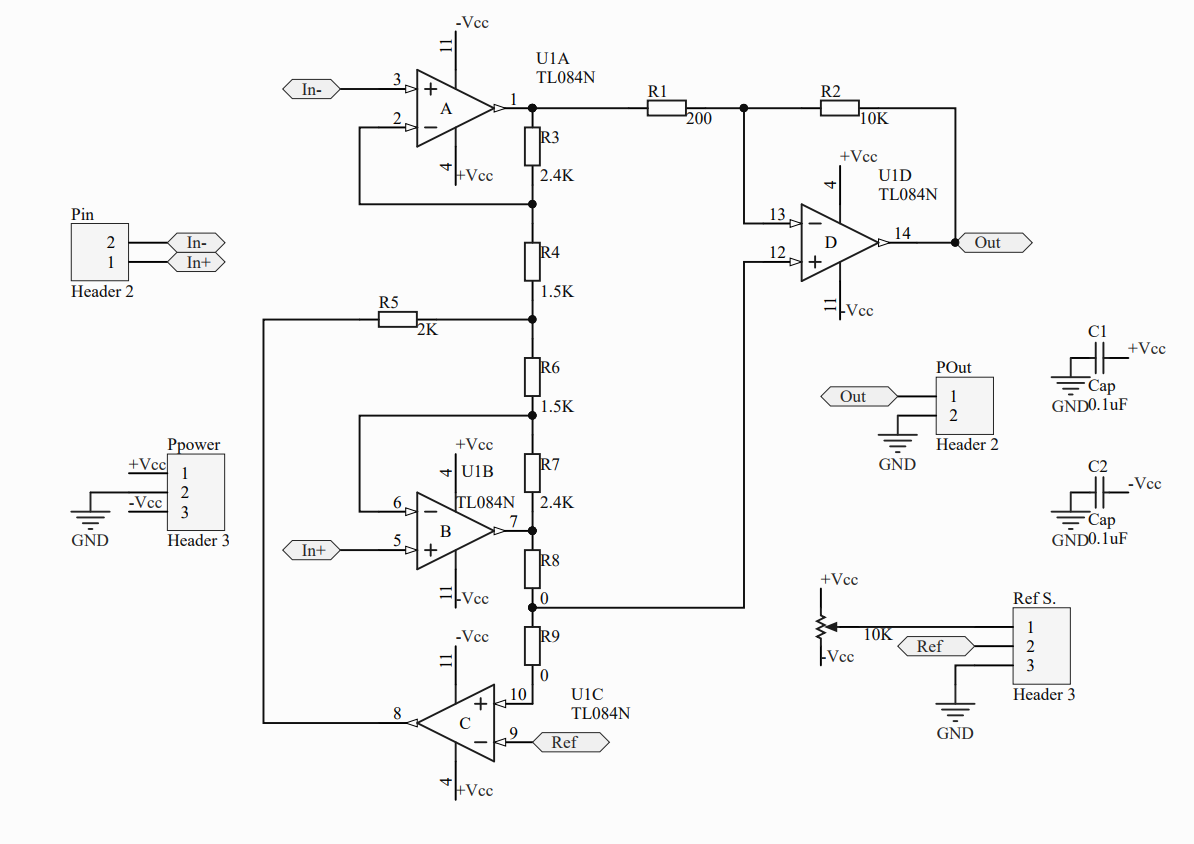 -Vcc
11
U1A
TL084N
In-
3
A
1
2
4
+Vcc
R1
200
R2
10K
R3
2.4K
+Vcc
4
U1D
TL084N
13
D
14
Out
12
11
-Vcc
Pin
2
In-
1
In+
Header 2
R4
1.5K
R5
2K
R6
1.5K
C1
+Vcc
Cap
GND
0.1uF
POut
Out
1
2
Header 2
GND
Ppower
+Vcc
1
2
-Vcc
3
GND
Header 3
+Vcc
4
U1B
TL084N
R7
2.4K
6
B
7
In+
5
11
-Vcc
R8
0
C2
-Vcc
Cap
GND
0.1uF
+Vcc
10K
-Vcc
Ref S.
1
Ref
2
3
Header 3
GND
-Vcc
11
R9
0
10
U1C
TL084N
8
C
9
Ref
4
+Vcc